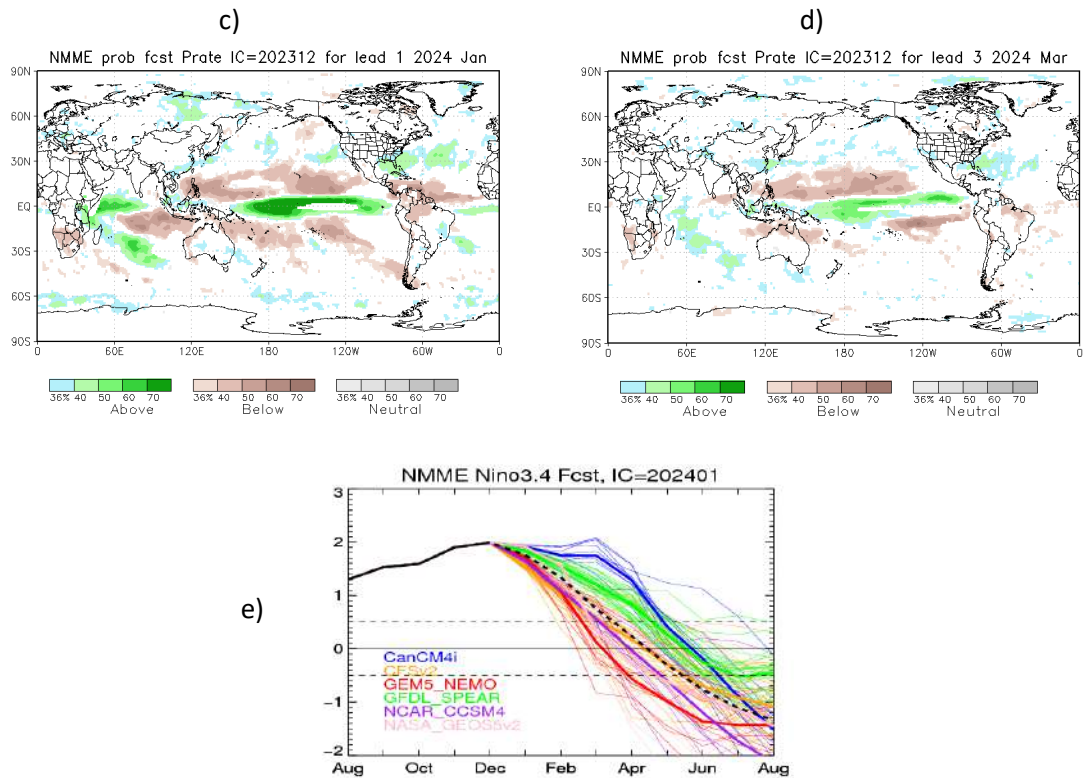 c)
d)
NMME prob fcst Prate IC=202312 for lead 1 2024 Jan
NMME prob fcst Prate IC=202312 for lead 3 2024 Mar
90N
60N
30N
EQ
30S
60S
90S
0 60E 120E 180 120W 60W 0
90N
60N
30N
EQ
30S
60S
90S
0 60E 120E 180 120W 60W 0
36% 40 50 60 70
Above
36% 40 50 60 70
Below
36% 40 50 60 70
Neutral
36% 40 50 60 70
Above
36% 40 50 60 70
Below
36% 40 50 60 70
Neutral
NMME Nino3.4 Fcst, IC=202401
e)
3
2
1
0
-1
-2
CanCM4i
CFSv2
GEM5_NEMO
GFDL_SPEAR
NCAR_CCSM4
NASA_GEOS5v2
Aug Oct Dec Feb Apr Jun Aug